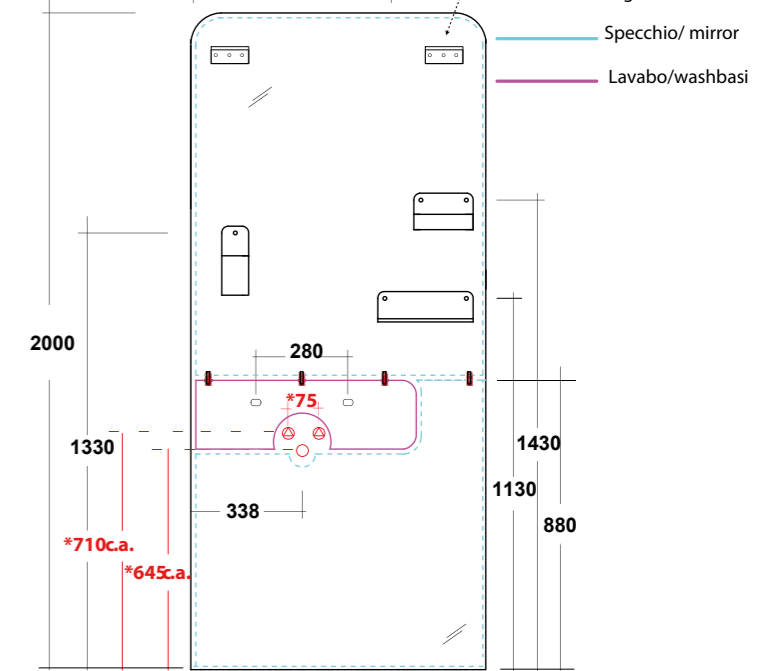 Specchio/ mirror
Lavabo/washbasi
2000
280
*75
1330
1430
1130
338
880
*710c.a.
*645c.a.